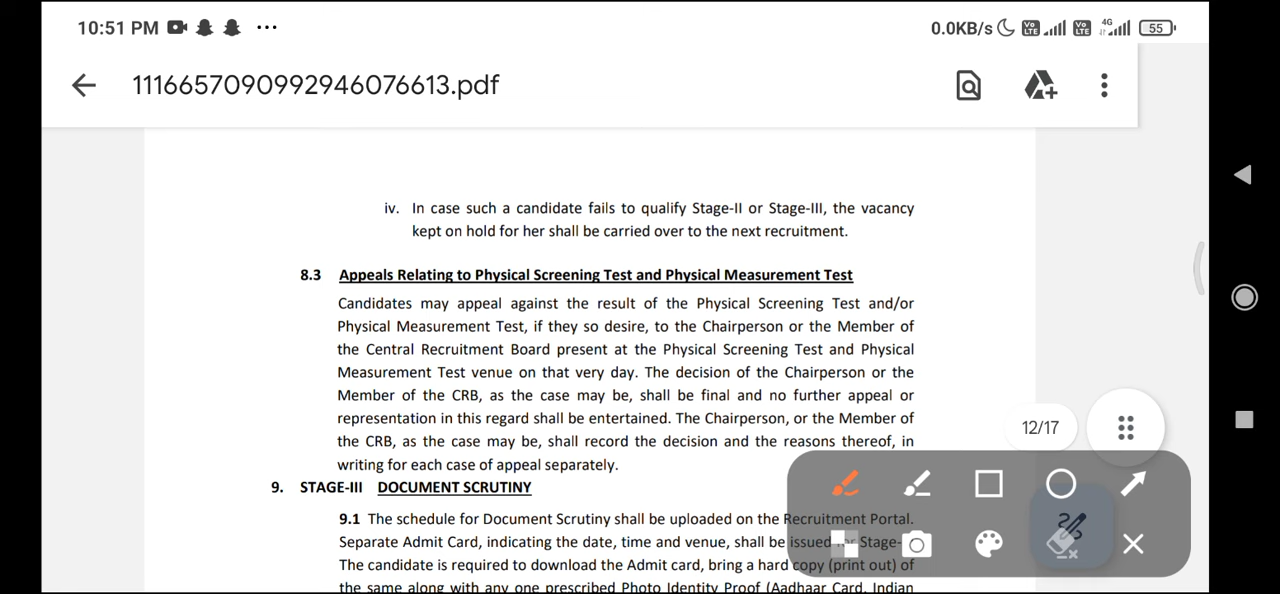 10:51 PM
0.0KB/s
Vo LTE
Vo LTE
4G
55
1116657090992946076613.pdf
iv. In case such a candidate fails to qualify Stage-II or Stage-III, the vacancy
kept on hold for her shall be carried over to the next recruitment.
8.3 Appeals Relating to Physical Screening Test and Physical Measurement Test
Candidates may appeal against the result of the Physical Screening Test and/or
Physical Measurement Test, if they so desire, to the Chairperson or the Member of
the Central Recruitment Board present at the Physical Screening Test and Physical
Measurement Test venue on that very day. The decision of the Chairperson or the
Member of the CRB, as the case may be, shall be final and no further appeal or
representation in this regard shall be entertained. The Chairperson, or the Member of
the CRB, as the case may be, shall record the decision and the reasons thereof, in
writing for each case of appeal separately.
12/17
9. STAGE-III DOCUMENT SCRUTINY
9.1 The schedule for Document Scrutiny shall be uploaded on the Recruitment Portal.
Separate Admit Card, indicating the date, time and venue, shall be issued for Stage-
The candidate is required to download the Admit card, bring a hard copy (print out) of
the same along with any one prescribed Photo Identity Proof (Aadhaar Card, Indian